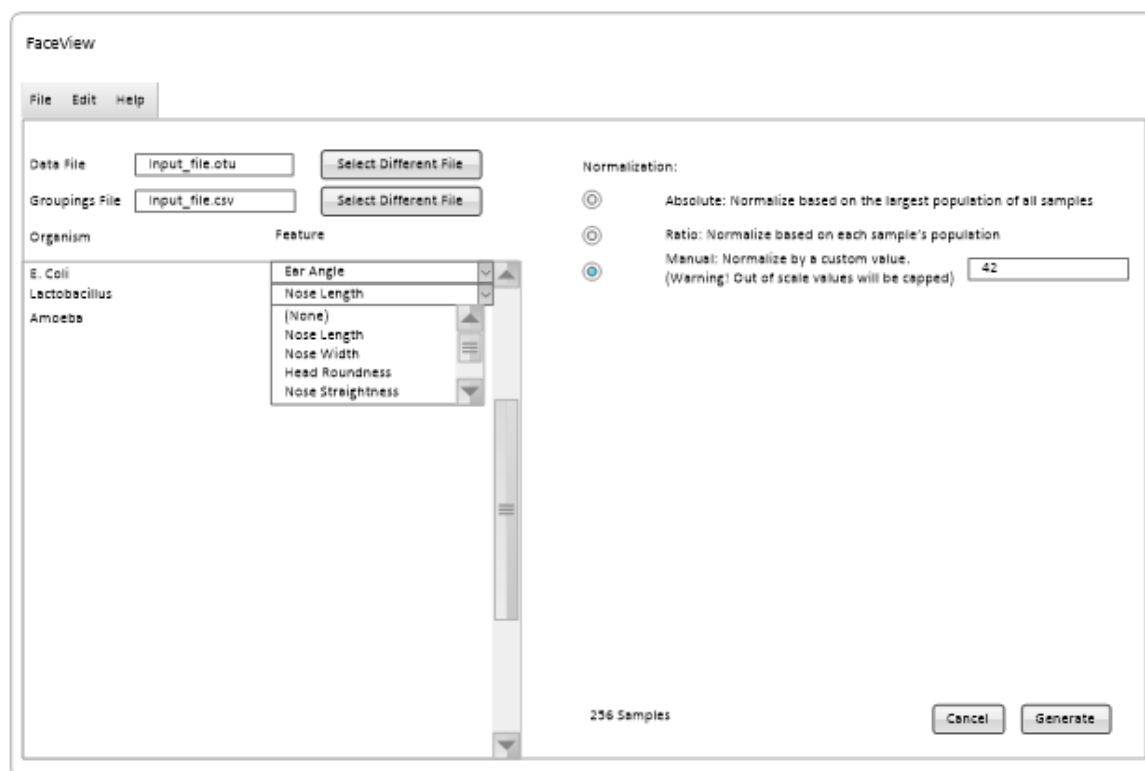 FaceView
File Edit Help
Data File Input_file.otu Select Different File
Groupings File Input_file.csv Select Different File
Organism Feature
E. Coli Ear Angle
Lactobacillus Nose Length
Amoeba (None)
Nose Length
Nose Width
Head Roundness
Nose Straightness
Normalization:
Absolute: Normalize based on the largest population of all samples
Ratio: Normalize based on each sample's population
Manual: Normalize by a custom value.
(Warning! Out of scale values will be capped) 42
256 Samples Cancel Generate